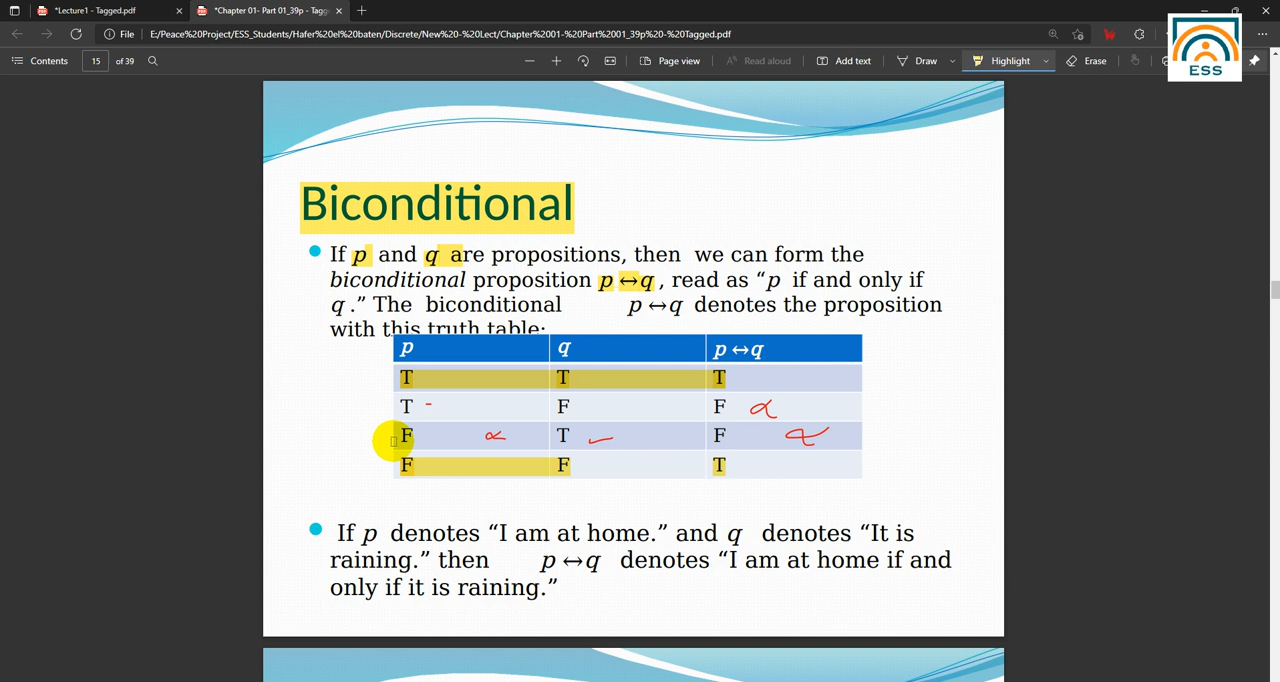 *Lecture1 - Tagged.pdf
*Chapter 01- Part 01_39p - Tagg
File
E:/Peace%20Project/ESS_Students/Hafer%20el%20baten/Discrete/New%20-%20Lect/Chapter%2001-%20Part%2001_39p%20-%20Tagged.pdf
Contents 15 of 39
Page view
Read aloud
Add text
Draw
Highlight
Erase
ESS
Biconditional
If p and q are propositions, then we can form the
biconditional proposition p ↔q , read as “p if and only if
q .” The biconditional p ↔q denotes the proposition
with this truth table:
p q p ↔q
T T T
T F F
F T F
F F T
If p denotes “I am at home.” and q denotes “It is
raining.” then p ↔q denotes “I am at home if and
only if it is raining.”